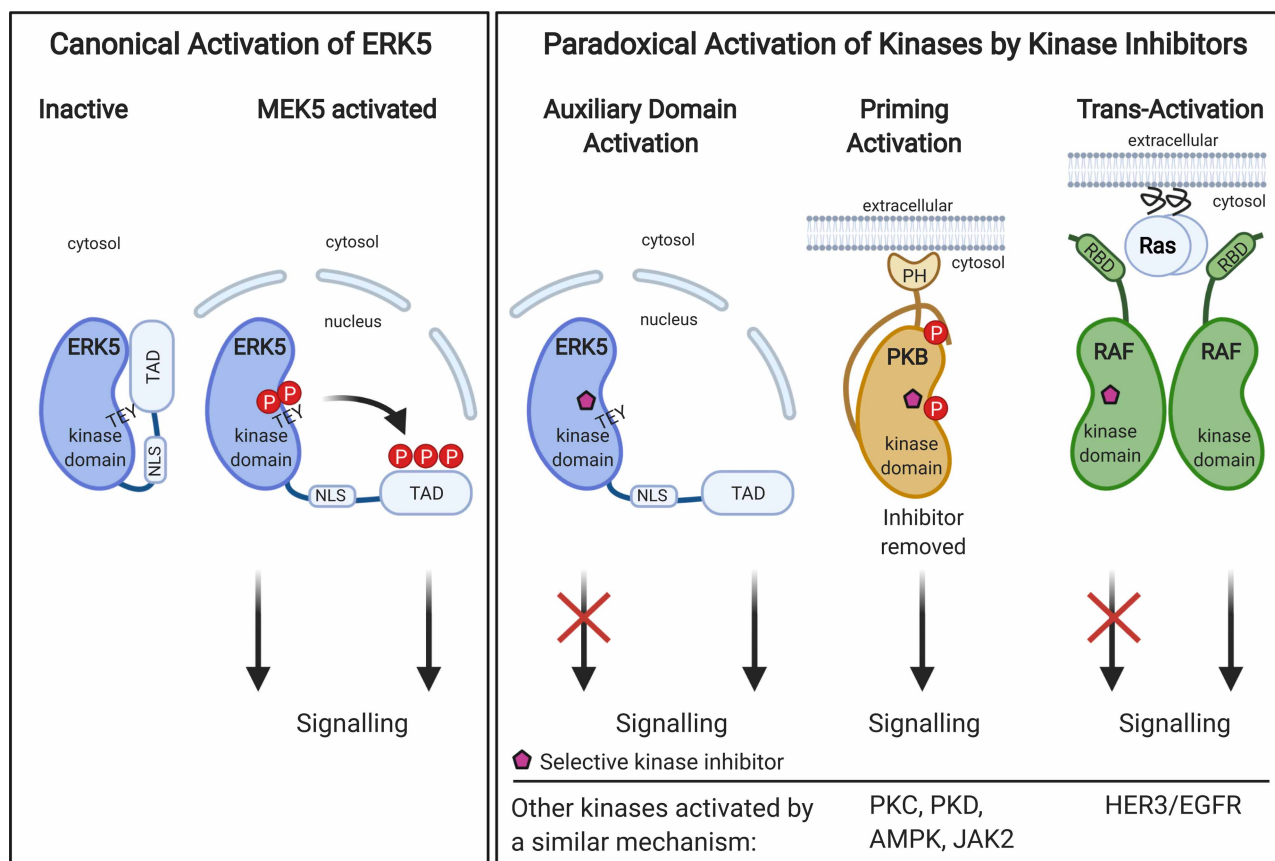 Canonical Activation of ERK5
Inactive
MEK5 activated
cytosol
ERK5
TAD
TEY
kinase
domain
NLS
cytosol
nucleus
ERK5
P
P
TEY
kinase
domain
P P P
NLS
TAD
Signalling
Paradoxical Activation of Kinases by Kinase Inhibitors
Auxiliary Domain
Activation
cytosol
nucleus
ERK5
TEY
kinase
domain
NLS
TAD
Signalling
Priming
Activation
extracellular
cytosol
PH
P
PKB
P
kinase
domain
Inhibitor
removed
Signalling
Trans-Activation
extracellular
cytosol
RBD
Ras
RBD
RAF
RAF
kinase
domain
kinase
domain
Signalling
Selective kinase inhibitor
Other kinases activated by
a similar mechanism:
PKC, PKD,
AMPK, JAK2
HER3/EGFR